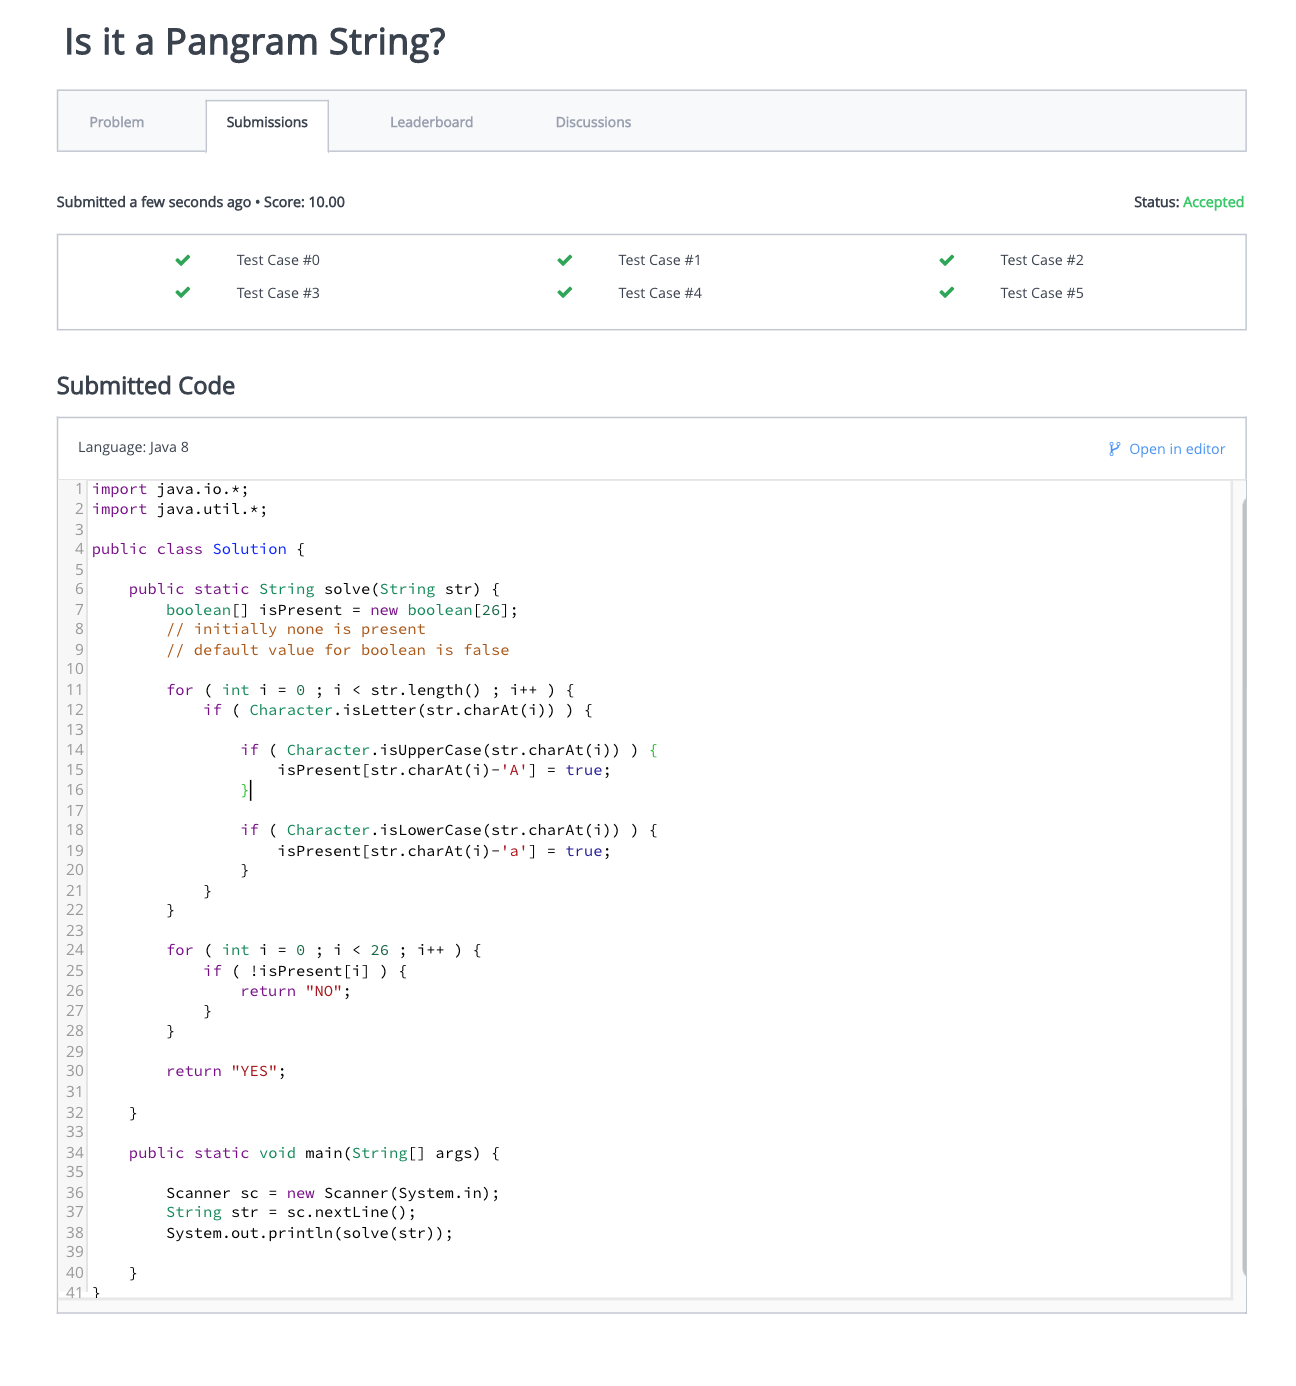 Is it a Pangram String?
Problem Submissions Leaderboard Discussions
Submitted a few seconds ago • Score: 10.00 Status: Accepted
Test Case #0 Test Case #1 Test Case #2
Test Case #3 Test Case #4 Test Case #5
Submitted Code
Language: Java 8 Open in editor
1 import java.io.*;
2 import java.util.*;
3
4 public class Solution {
5
6     public static String solve(String str) {
7         boolean[] isPresent = new boolean[26];
8         // initially none is present
9         // default value for boolean is false
10
11         for ( int i = 0 ; i < str.length() ; i++ ) {
12             if ( Character.isLetter(str.charAt(i)) ) {
13
14                 if ( Character.isUpperCase(str.charAt(i)) ) {
15                     isPresent[str.charAt(i)-'A'] = true;
16                 }
17
18                 if ( Character.isLowerCase(str.charAt(i)) ) {
19                     isPresent[str.charAt(i)-'a'] = true;
20                 }
21             }
22         }
23
24         for ( int i = 0 ; i < 26 ; i++ ) {
25             if ( !isPresent[i] ) {
26                 return "NO";
27             }
28         }
29
30         return "YES";
31
32     }
33
34     public static void main(String[] args) {
35
36         Scanner sc = new Scanner(System.in);
37         String str = sc.nextLine();
38         System.out.println(solve(str));
39
40     }
41 }